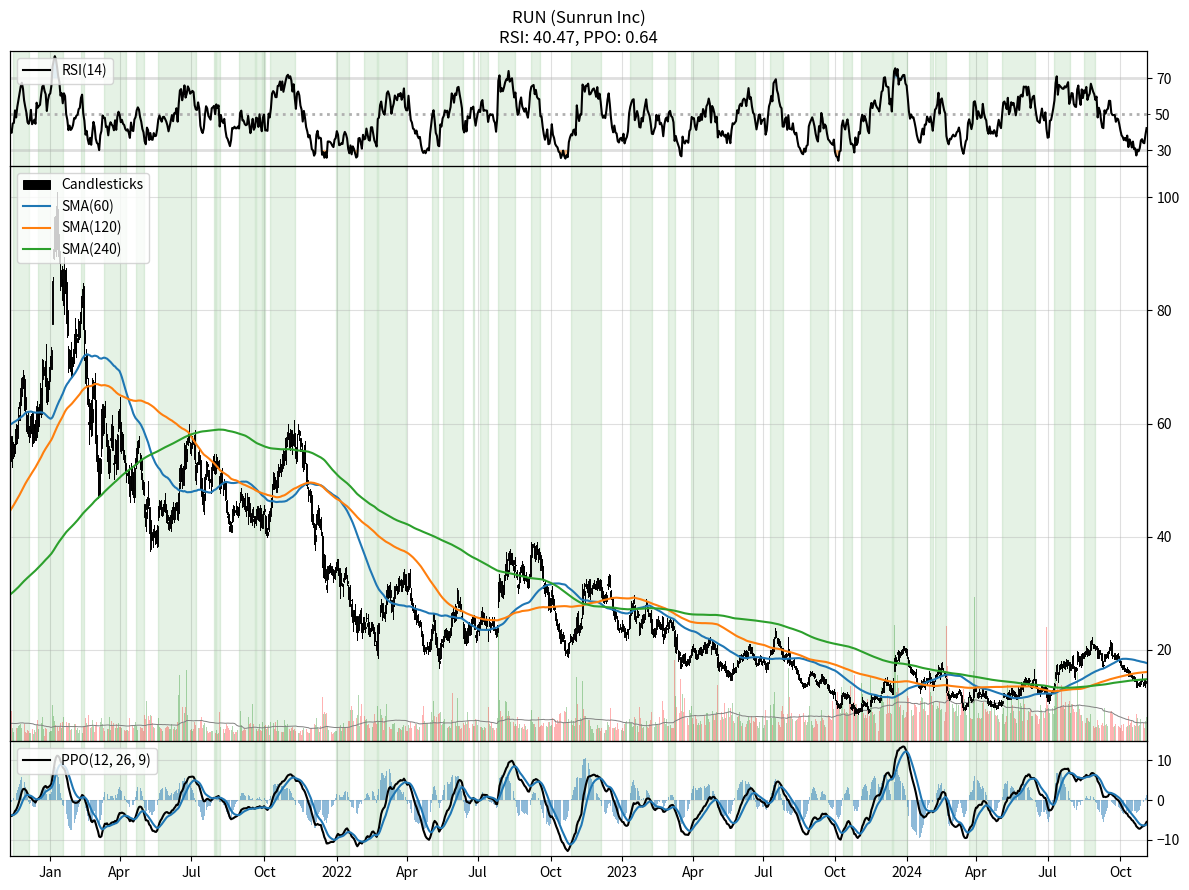 RUN (Sunrun Inc)
RSI: 40.47, PPO: 0.64
RSI(14)
70
50
30
Candlesticks
SMA(60)
SMA(120)
SMA(240)
100
80
60
40
20
PPO(12, 26, 9)
10
0
−10
Jan Apr Jul Oct 2022 Apr Jul Oct 2023 Apr Jul Oct 2024 Apr Jul Oct